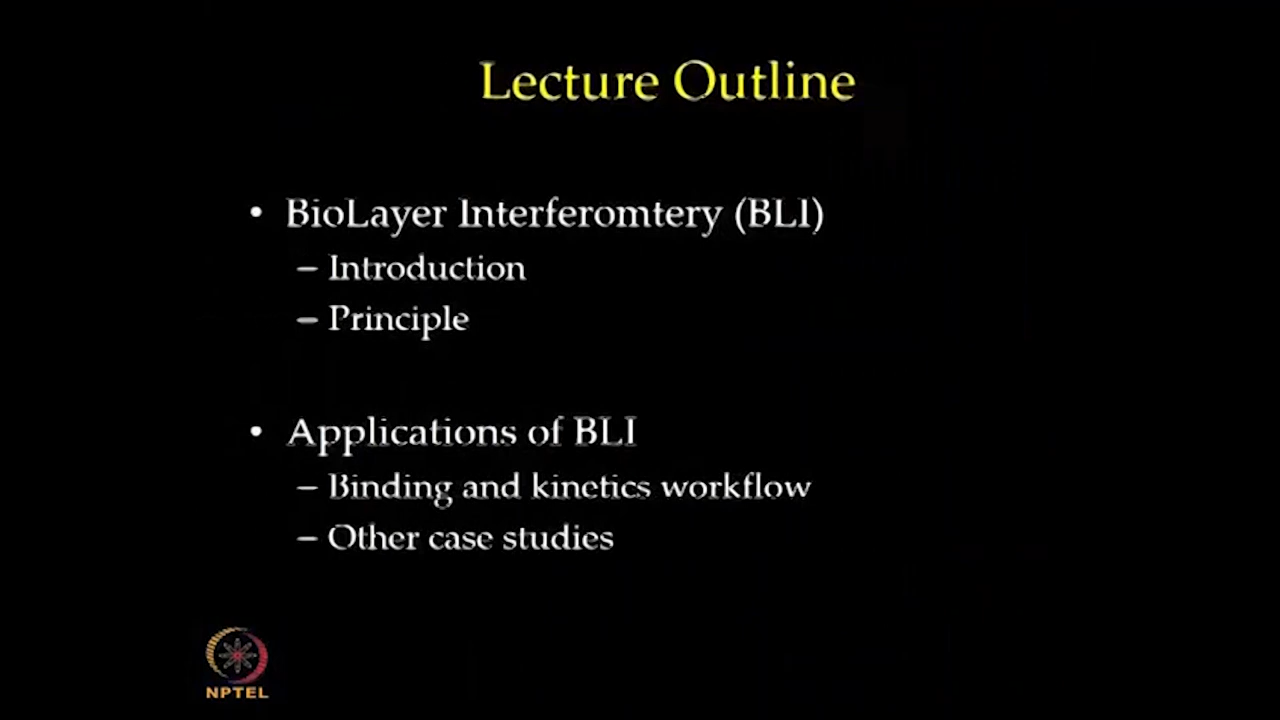 Lecture Outline
• BioLayer Interferomtery (BLI)
– Introduction
– Principle
• Applications of BLI
– Binding and kinetics workflow
– Other case studies
NPTEL